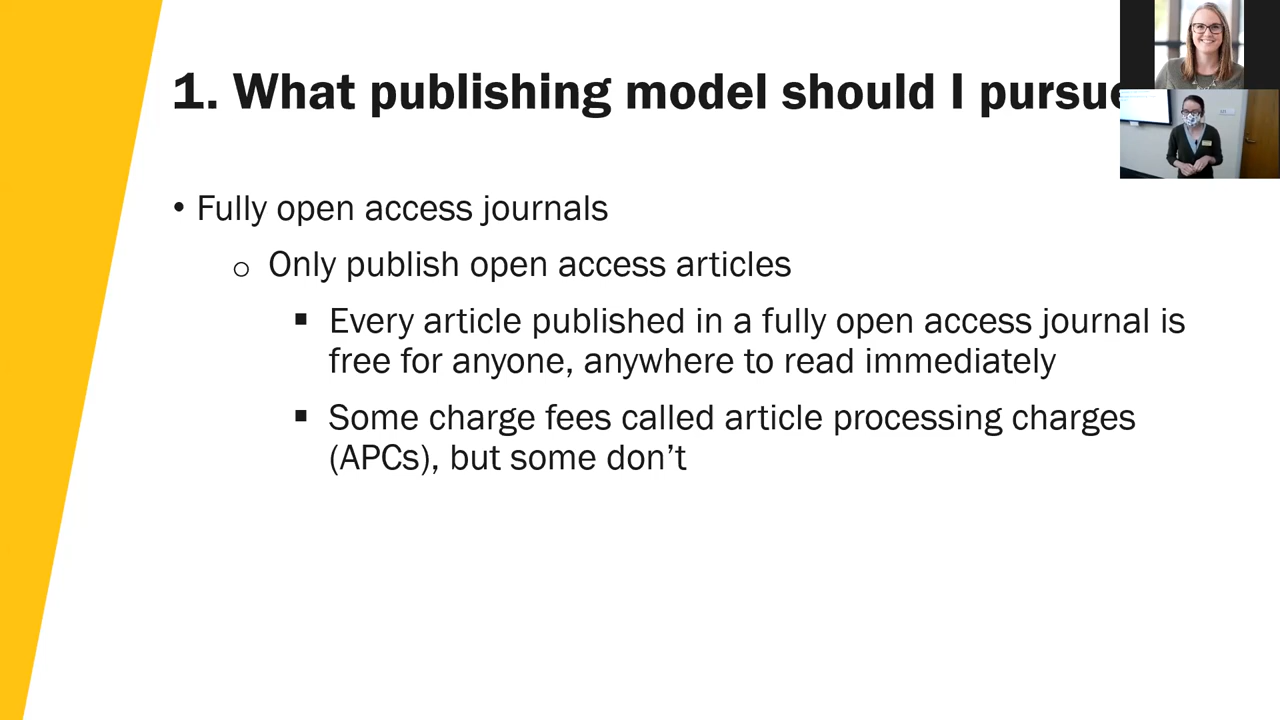 1. What publishing model should I pursue
• Fully open access journals
o Only publish open access articles
▪ Every article published in a fully open access journal is
free for anyone, anywhere to read immediately
▪ Some charge fees called article processing charges
(APCs), but some don’t